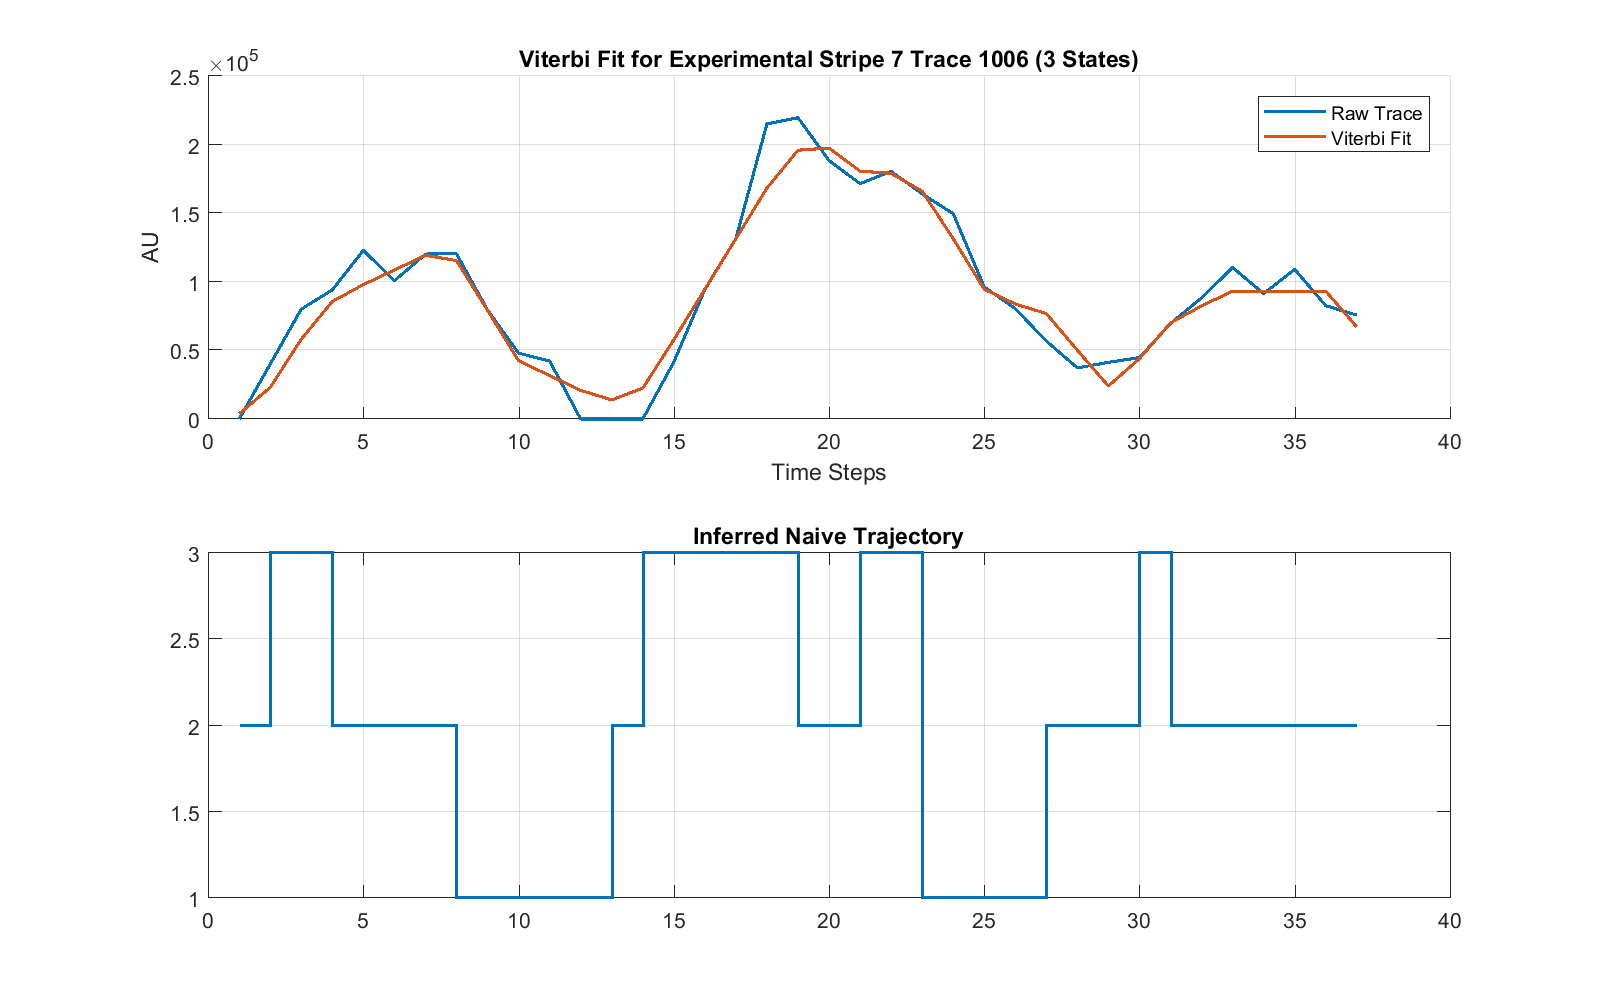 Viterbi Fit for Experimental Stripe 7 Trace 1006 (3 States)
×10^5
2.5
2
1.5
1
0.5
0
AU
Raw Trace
Viterbi Fit
0 5 10 15 20 25 30 35 40
Time Steps
Inferred Naive Trajectory
3
2.5
2
1.5
1
0 5 10 15 20 25 30 35 40